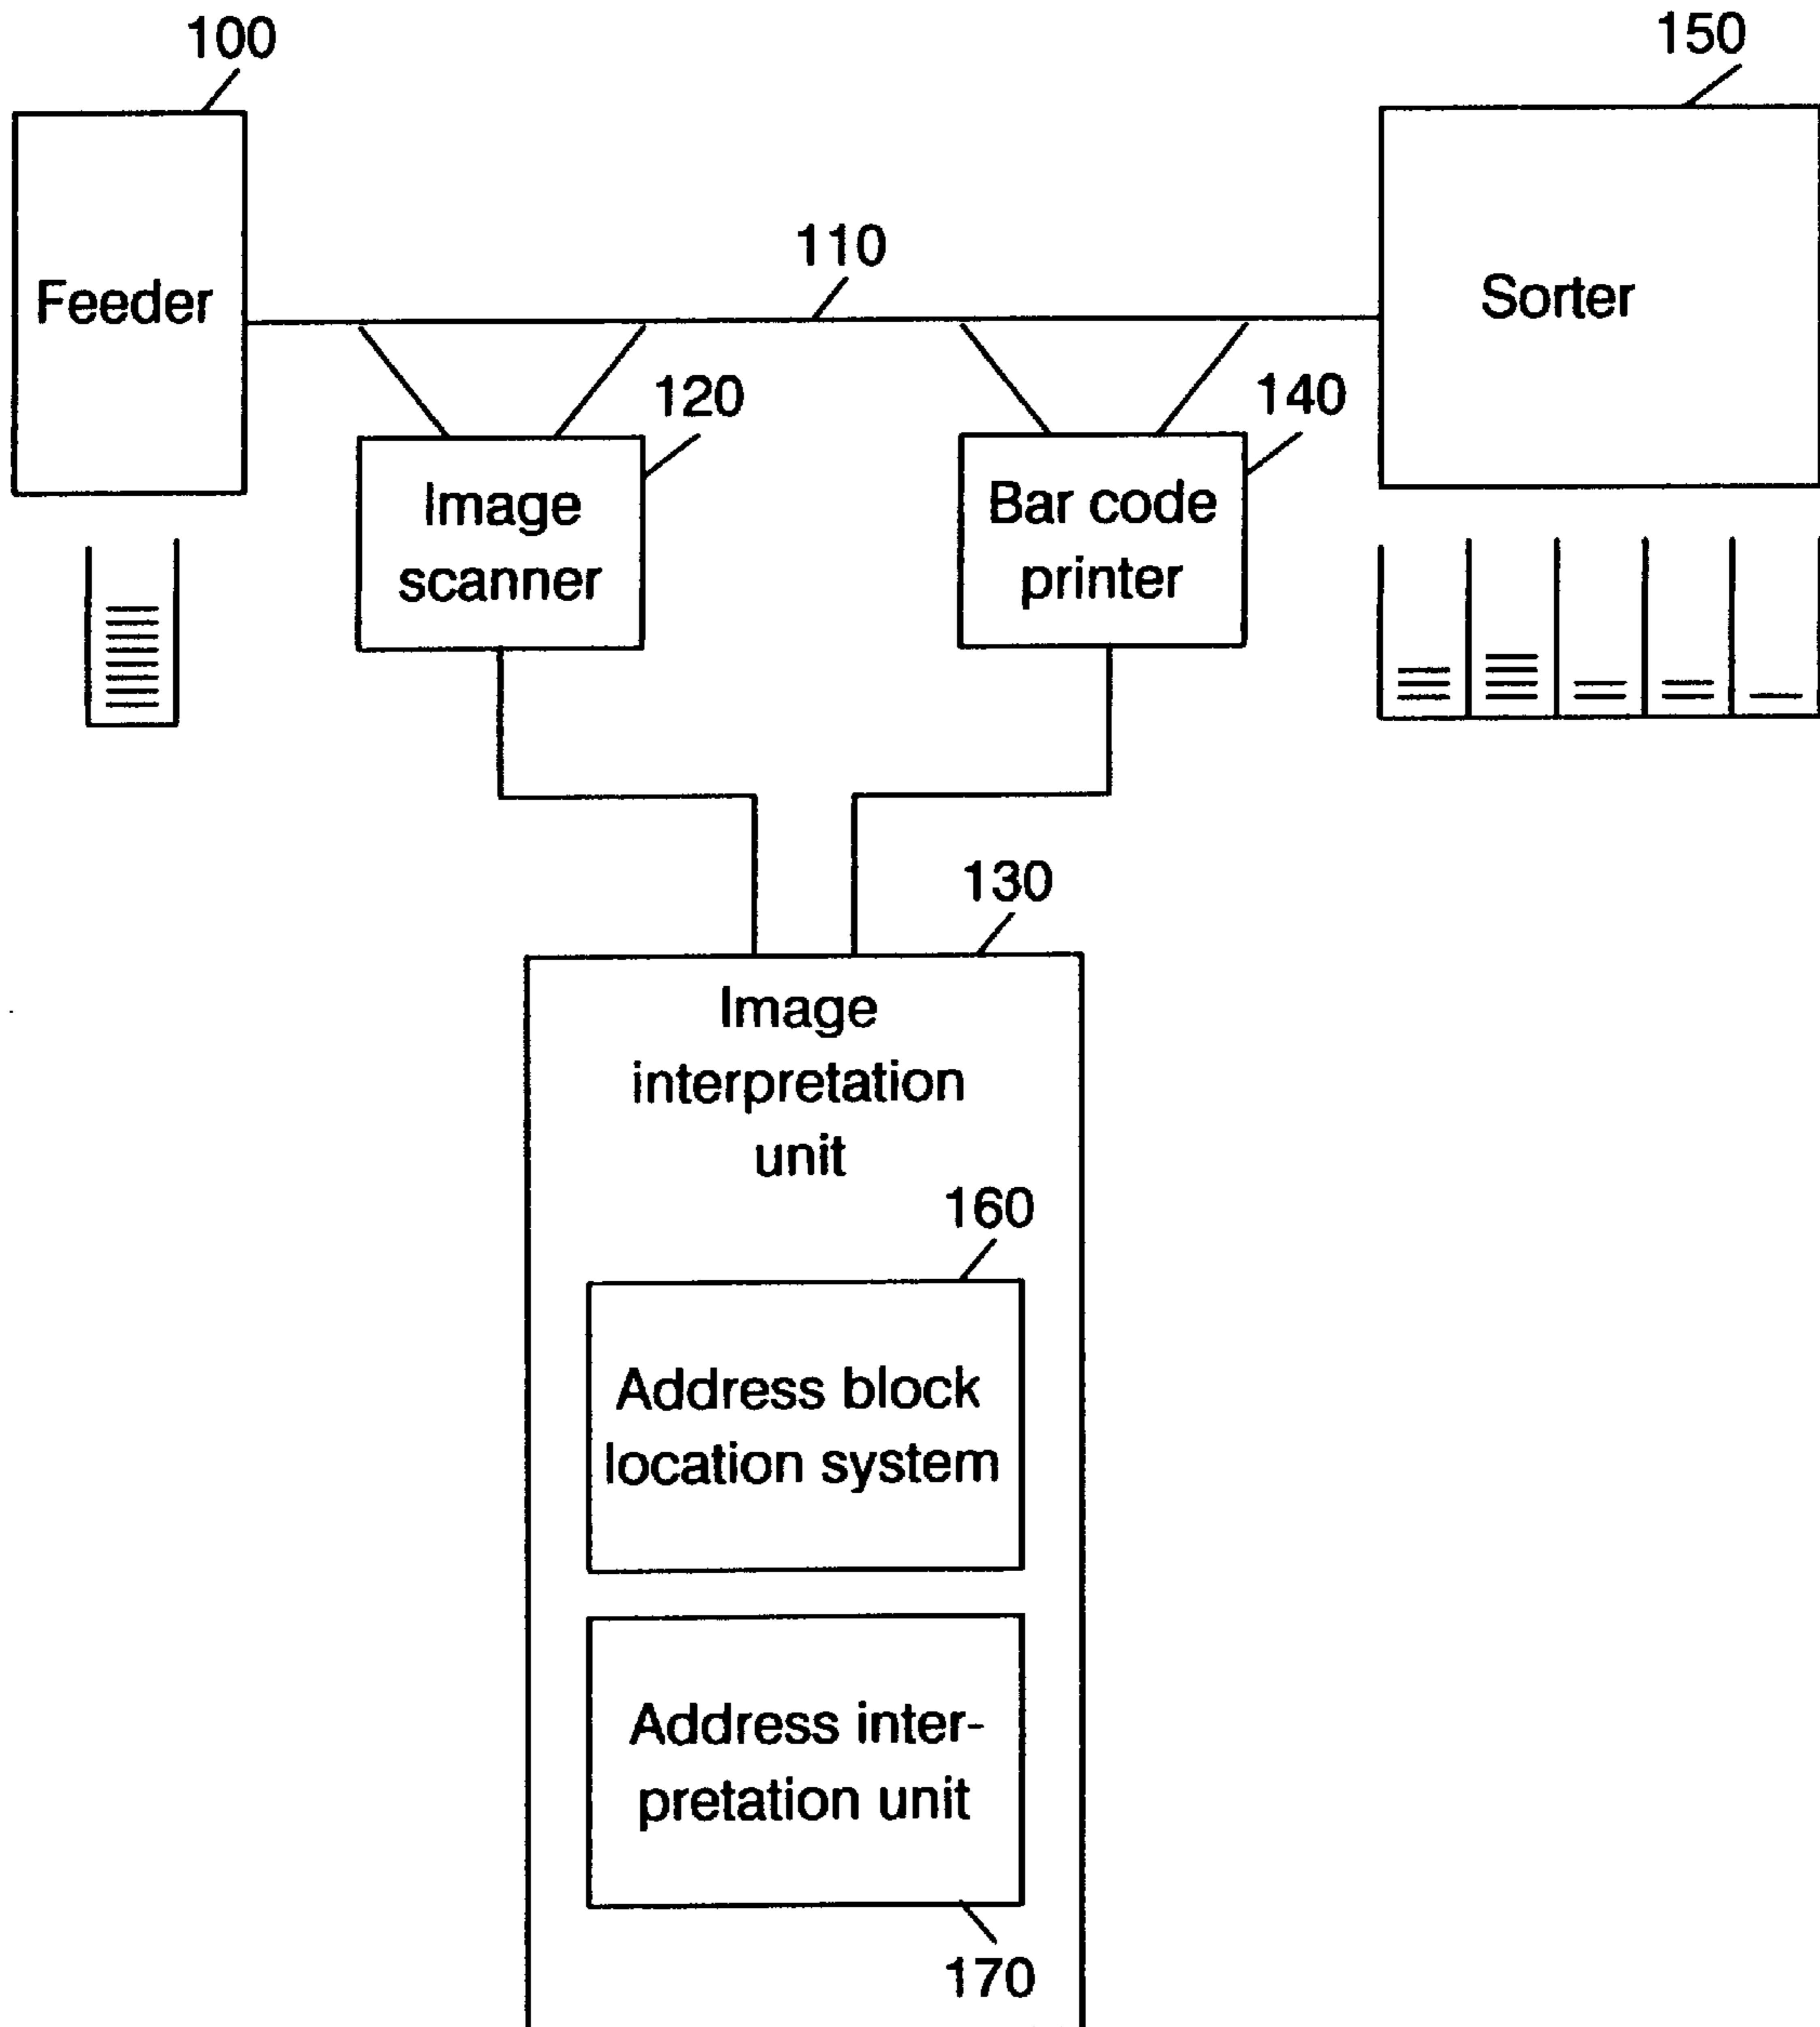 100
150
110
Feeder
Sorter
120
140
Image
scanner
Bar code
printer
130
Image
interpretation
unit
160
Address block
location system
Address inter-
pretation unit
170